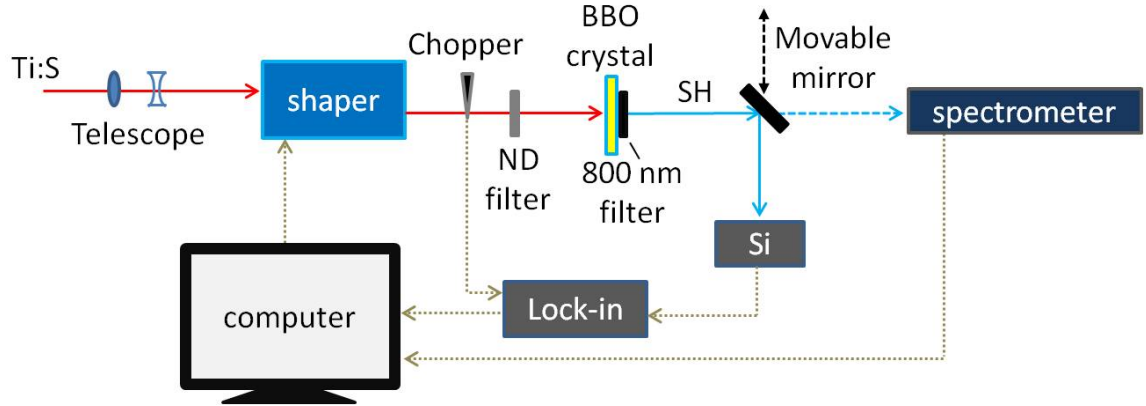 Ti:S
Telescope
shaper
Chopper
ND
filter
BBO
crystal
800 nm
filter
SH
Movable
mirror
spectrometer
Si
Lock-in
computer